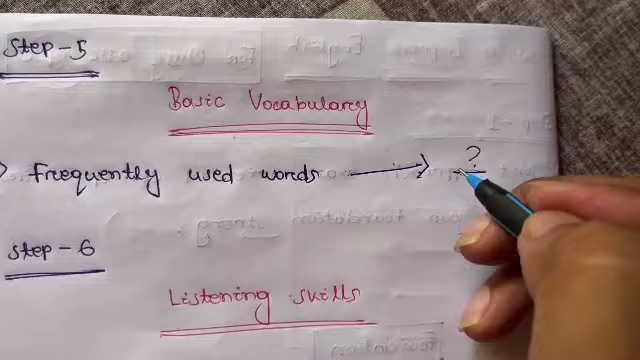 Step-5
Basic Vocabulary
Frequently used words → ?
Step-6
Listening skills